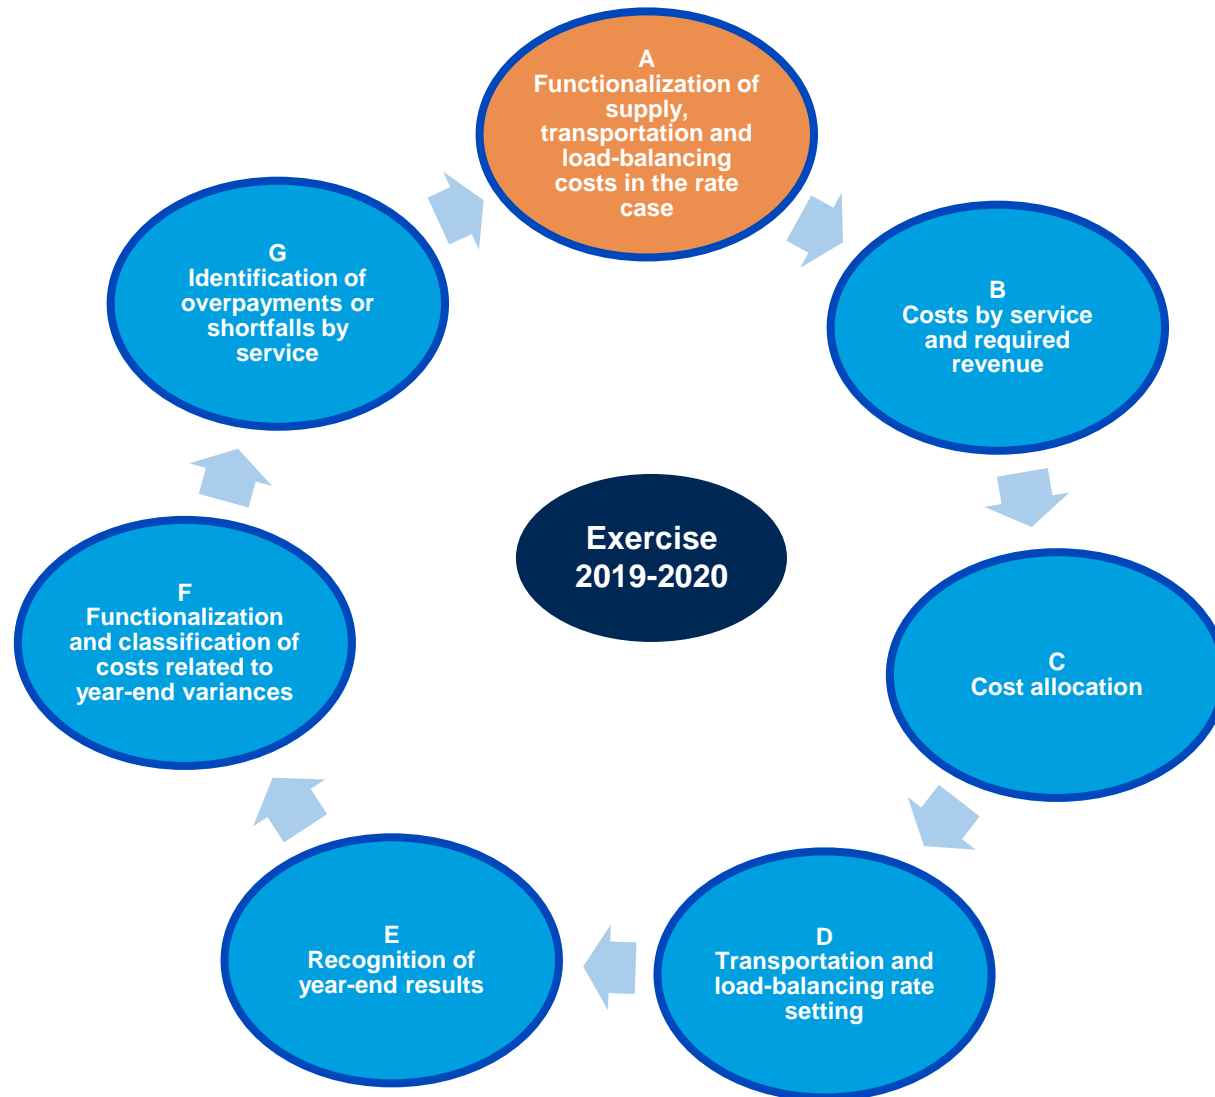 A
Functionalization of
supply,
transportation and
load-balancing
costs in the rate
case
B
Costs by service
and required
revenue
C
Cost allocation
D
Transportation and
load-balancing rate
setting
E
Recognition of
year-end results
F
Functionalization
and classification of
costs related to
year-end variances
G
Identification of
overpayments or
shortfalls by
service
Exercise
2019-2020